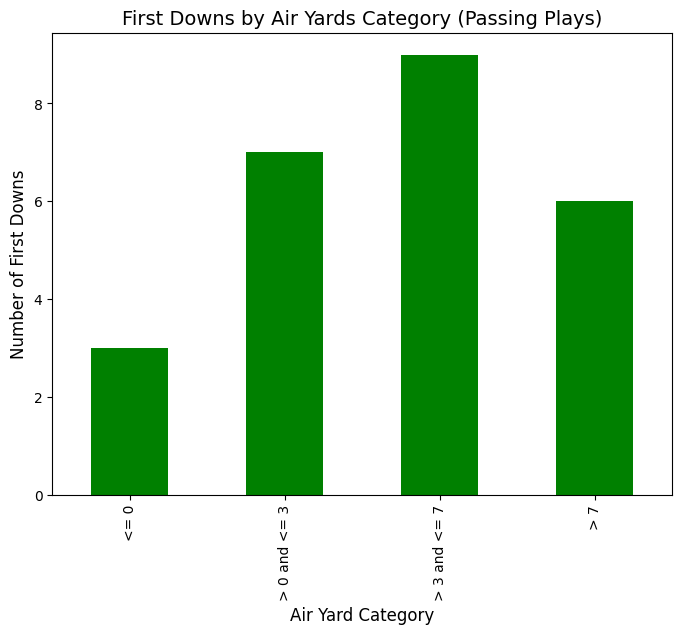 First Downs by Air Yards Category (Passing Plays)
Number of First Downs
8
6
4
2
0
<= 0
> 0 and <= 3
> 3 and <= 7
> 7
Air Yard Category